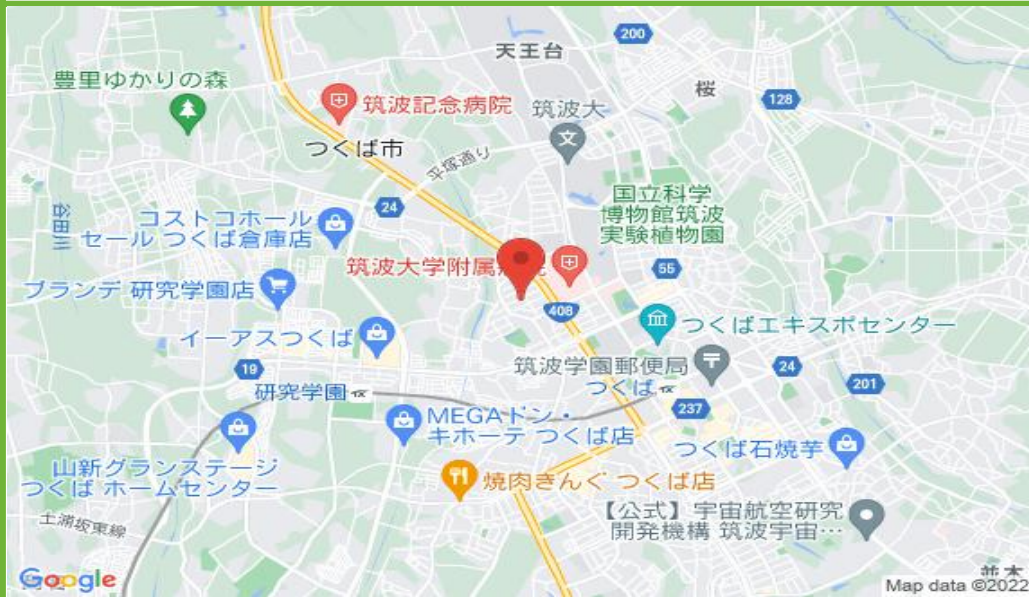 天王台
200
豊里ゆかりの森
桜
128
筑波記念病院
筑波大
つくば市
平塚通り
24
国立科学
博物館筑波
実験植物園
谷田川
コストコホール
セール つくば倉庫店
筑波大学附属病院
55
ブランデ 研究学園店
408
つくばエキスポセンター
イーアスつくば
筑波学園郵便局
19
24
研究学園
つくば
201
237
MEGAドン・
キホーテ つくば店
つくば石焼芋
山新グランステージ
つくば ホームセンター
焼肉きんぐ つくば店
【公式】宇宙航空研究
開発機構 筑波宇宙…
土浦坂東線
並木
Google
Map data ©2022